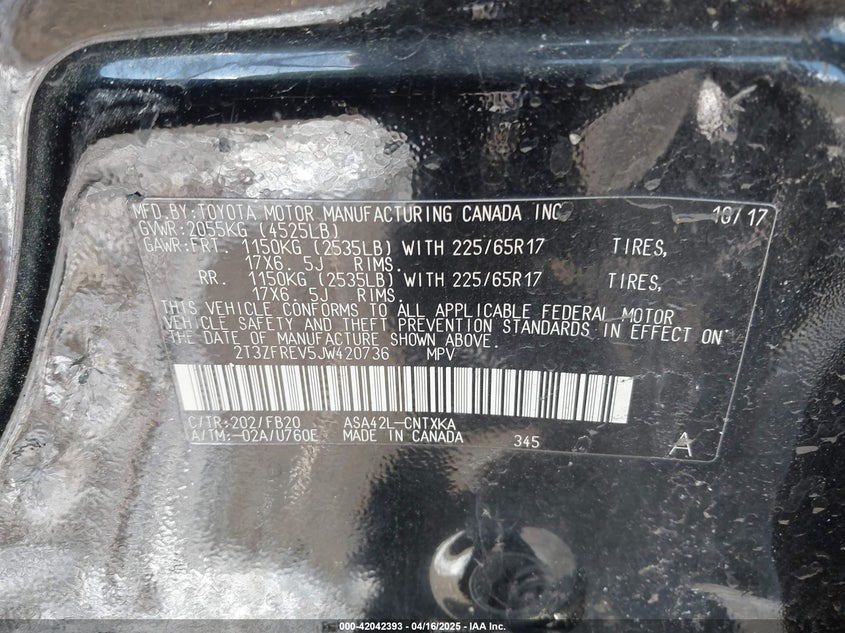 MFD.BY:TOYOTA MOTOR MANUFACTURING CANADA INC 10/17
GVWR:2055KG (4525LB)
GAWR:FRT. 1150KG (2535LB) WITH 225/65R17 TIRES,
17X6. 5J RIMS.
RR. 1150KG (2535LB) WITH 225/65R17 TIRES,
17X6. 5J RIMS.
THIS VEHICLE CONFORMS TO ALL APPLICABLE FEDERAL MOTOR
VEHICLE SAFETY AND THEFT PREVENTION STANDARDS IN EFFECT ON
THE DATE OF MANUFACTURE SHOWN ABOVE.
2T3ZFREV5JW420736 MPV
C/TR:202/FB20 ASA42L-CNTXKA
A/TM:-02A/U760E MADE IN CANADA 345 A
000-42042393 - 04/16/2025 - IAA Inc.